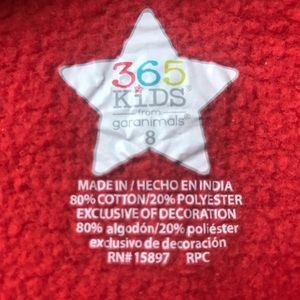 365
KiDS
from
garanimals®
8
MADE IN / HECHO EN INDIA
80% COTTON/20% POLYESTER
EXCLUSIVE OF DECORATION
80% algodón/20% poliéster
exclusivo de decoración
RN# 15897 RPC